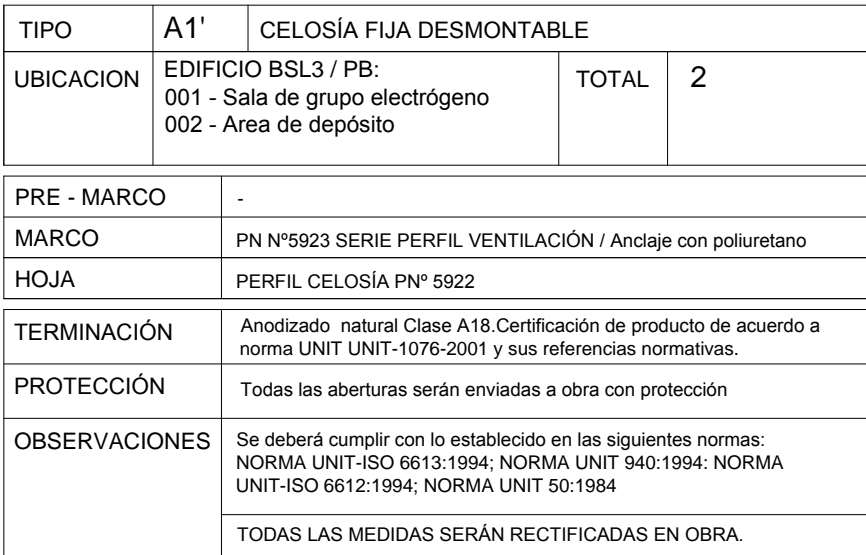 TIPO A1' CELOSÍA FIJA DESMONTABLE
UBICACION EDIFICIO BSL3 / PB: TOTAL 2
001 - Sala de grupo electrógeno
002 - Area de depósito
PRE - MARCO -
MARCO PN Nº5923 SERIE PERFIL VENTILACIÓN / Anclaje con poliuretano
HOJA PERFIL CELOSÍA PNº 5922
TERMINACIÓN Anodizado natural Clase A18.Certificación de producto de acuerdo a
norma UNIT UNIT-1076-2001 y sus referencias normativas.
PROTECCIÓN Todas las aberturas serán enviadas a obra con protección
OBSERVACIONES Se deberá cumplir con lo establecido en las siguientes normas:
NORMA UNIT-ISO 6613:1994; NORMA UNIT 940:1994: NORMA
UNIT-ISO 6612:1994; NORMA UNIT 50:1984
TODAS LAS MEDIDAS SERÁN RECTIFICADAS EN OBRA.